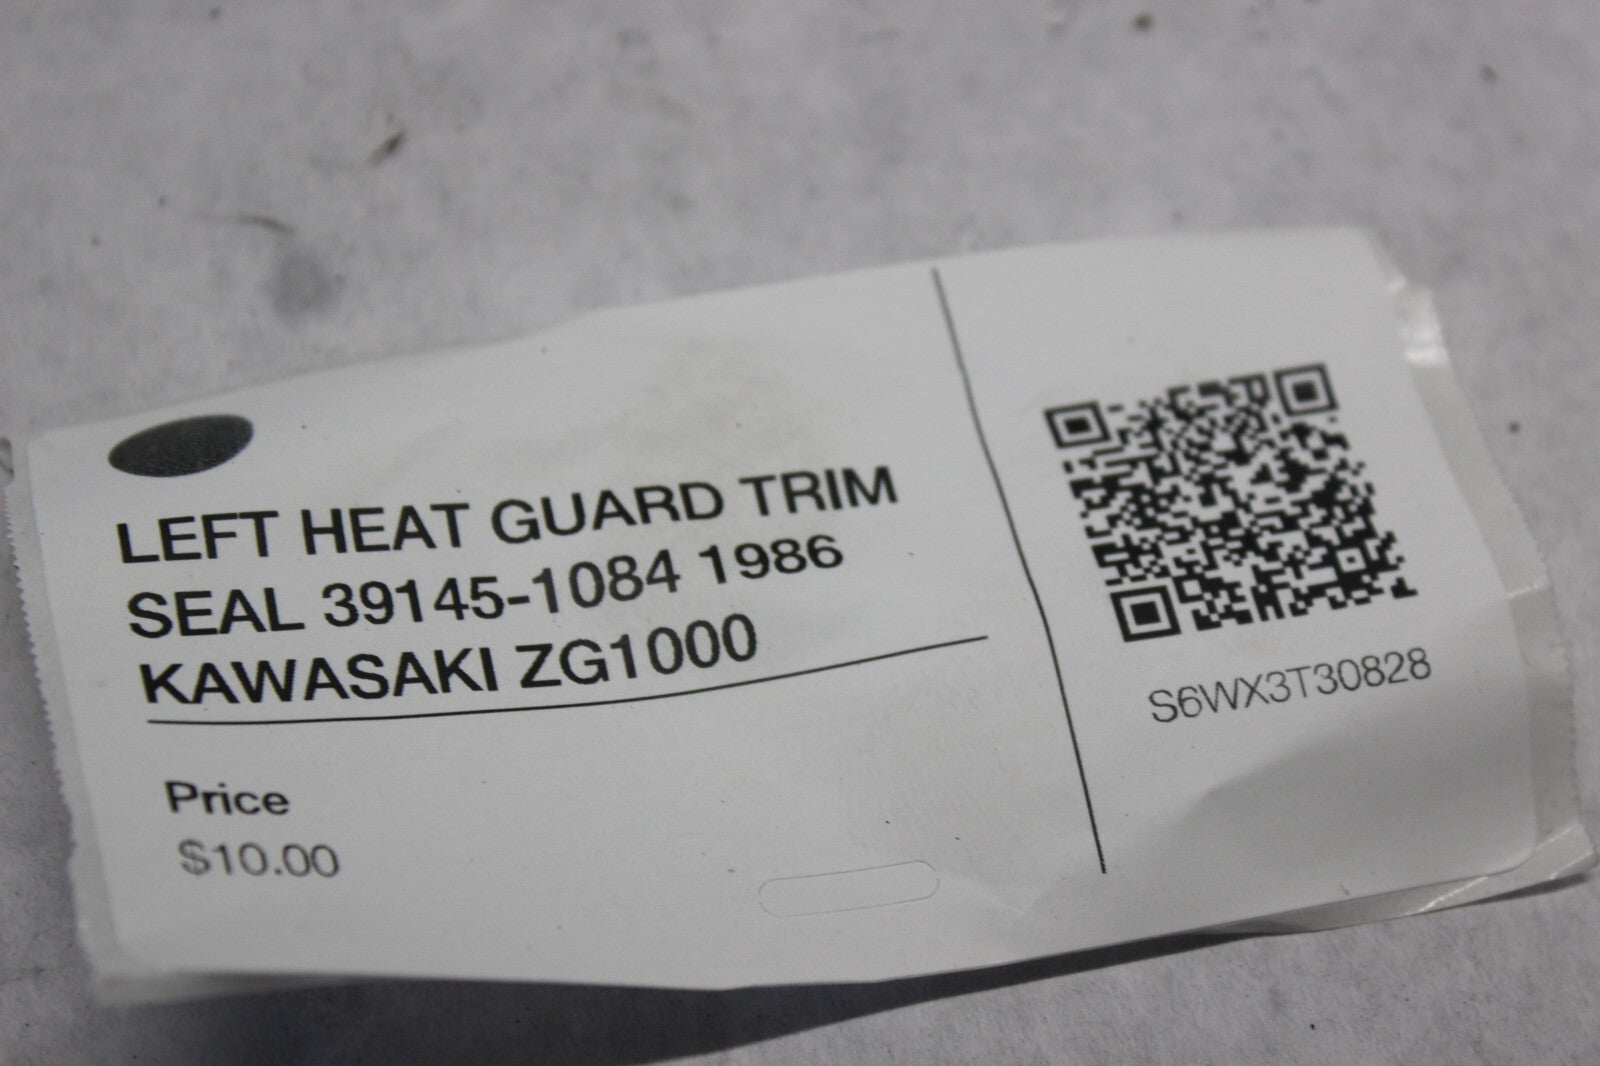 LEFT HEAT GUARD TRIM
SEAL 39145-1084 1986
KAWASAKI ZG1000
Price
$10.00
S6WX3T30828